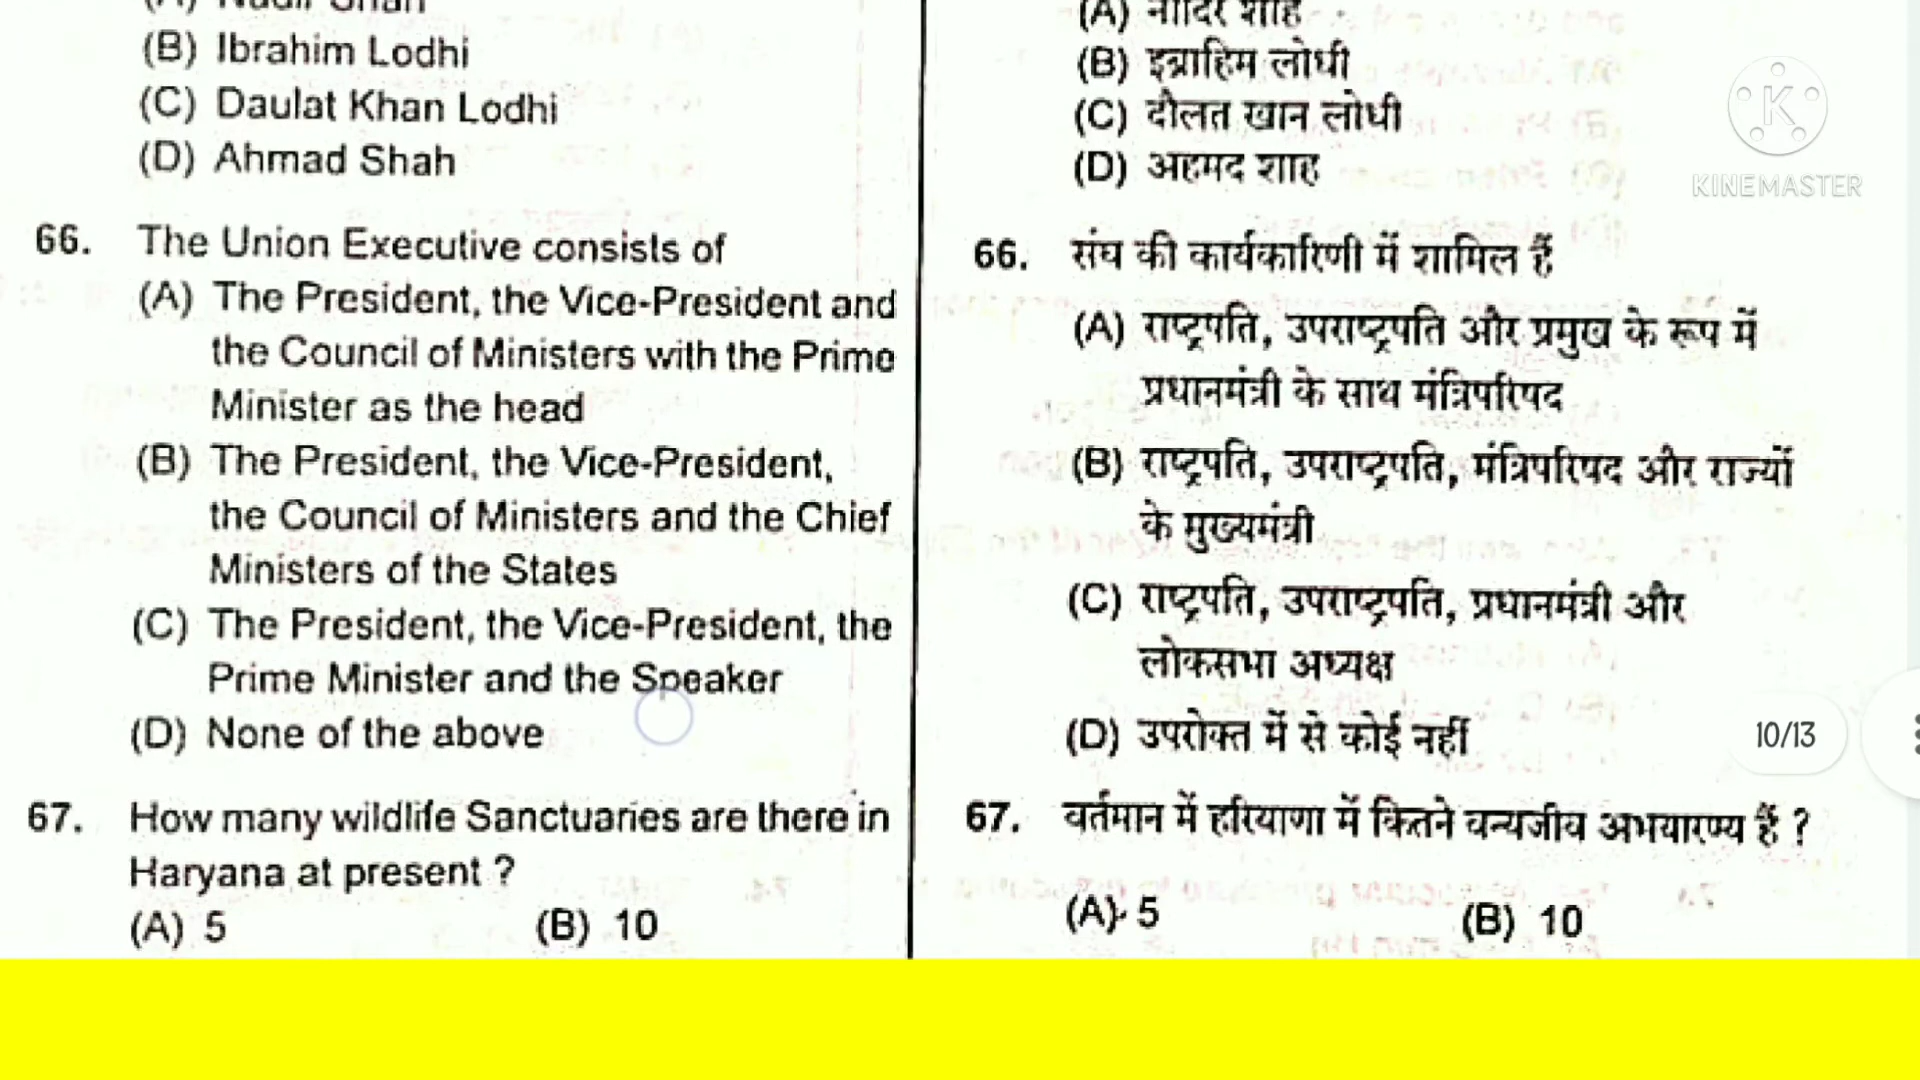 (B) Ibrahim Lodhi
(C) Daulat Khan Lodhi
(D) Ahmad Shah
66. The Union Executive consists of
(A) The President, the Vice-President and
the Council of Ministers with the Prime
Minister as the head
(B) The President, the Vice-President,
the Council of Ministers and the Chief
Ministers of the States
(C) The President, the Vice-President, the
Prime Minister and the Speaker
(D) None of the above
67. How many wildlife Sanctuaries are there in
Haryana at present ?
(A) 5 (B) 10
(A) नादिर शाह
(B) इब्राहिम लोधी
(C) दौलत खान लोधी
(D) अहमद शाह
66. संघ की कार्यकारिणी में शामिल हैं
(A) राष्ट्रपति, उपराष्ट्रपति और प्रमुख के रूप में
प्रधानमंत्री के साथ मंत्रिपरिषद
(B) राष्ट्रपति, उपराष्ट्रपति, मंत्रिपरिषद और राज्यों
के मुख्यमंत्री
(C) राष्ट्रपति, उपराष्ट्रपति, प्रधानमंत्री और
लोकसभा अध्यक्ष
(D) उपरोक्त में से कोई नहीं
67. वर्तमान में हरियाणा में कितने वन्यजीव अभयारण्य हैं ?
(A) 5 (B) 10
K
KINEMASTER
10/13